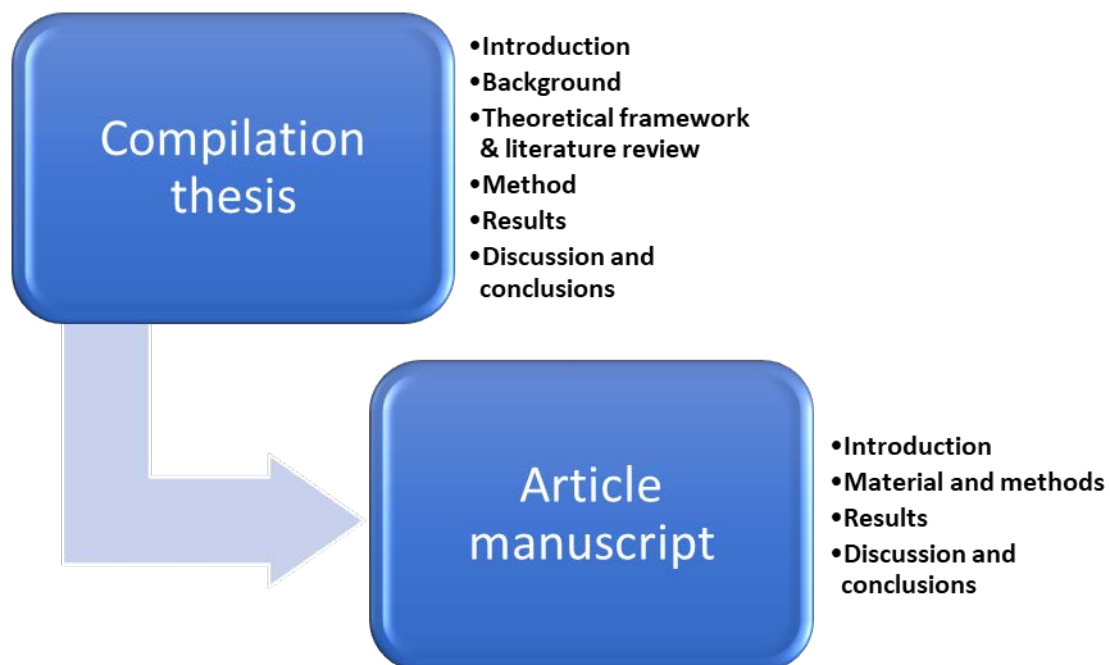 Compilation
thesis
•Introduction
•Background
•Theoretical framework
& literature review
•Method
•Results
•Discussion and
conclusions
Article
manuscript
•Introduction
•Material and methods
•Results
•Discussion and
conclusions